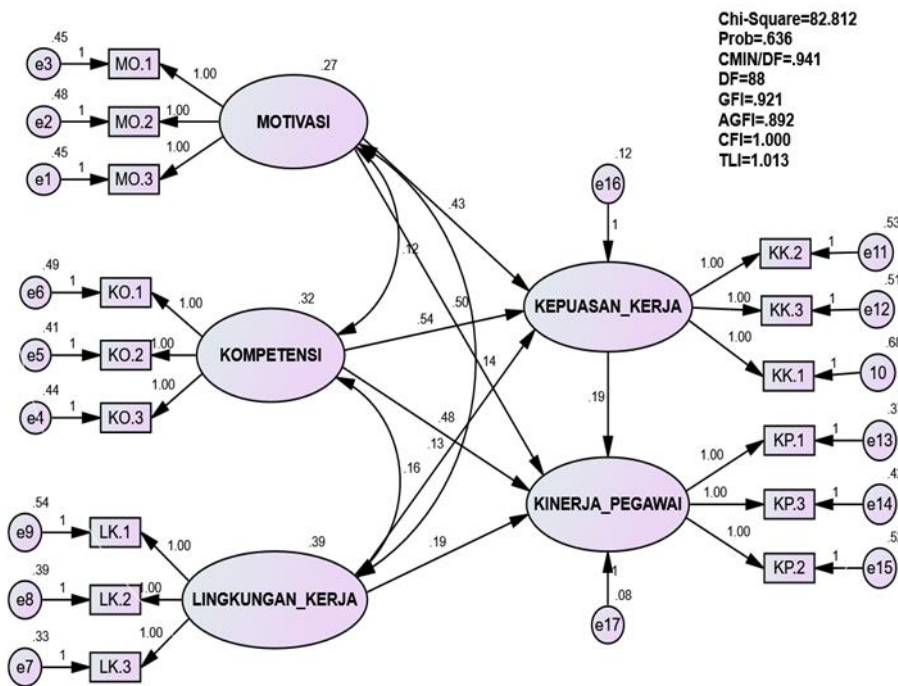 Chi-Square=82.812
Prob=.636
CMIN/DF=.941
DF=88
GFI=.921
AGFI=.892
CFI=1.000
TLI=1.013
.45
e3
1
MO.1
1.00
.48
e2
1
MO.2
1.00
.45
e1
1
MO.3
1.00
.27
MOTIVASI
.49
e6
1
KO.1
1.00
.41
e5
1
KO.2
1.00
.44
e4
1
KO.3
1.00
.32
KOMPETENSI
.54
e9
1
LK.1
1.00
.39
e8
1
LK.2
1.00
.33
e7
1
LK.3
1.00
.39
LINGKUNGAN_KERJA
.12
.16
.50
.43
.54
.14
.48
.13
.19
.12
e16
1
KEPUASAN_KERJA
.19
KINERJA_PEGAWAI
1
.08
e17
1.00
KK.2
1
.53
e11
1.00
KK.3
1
.51
e12
1.00
KK.1
1
.68
10
1.00
KP.1
1
e13
1.00
KP.3
1
e14
1.00
KP.2
1
e15